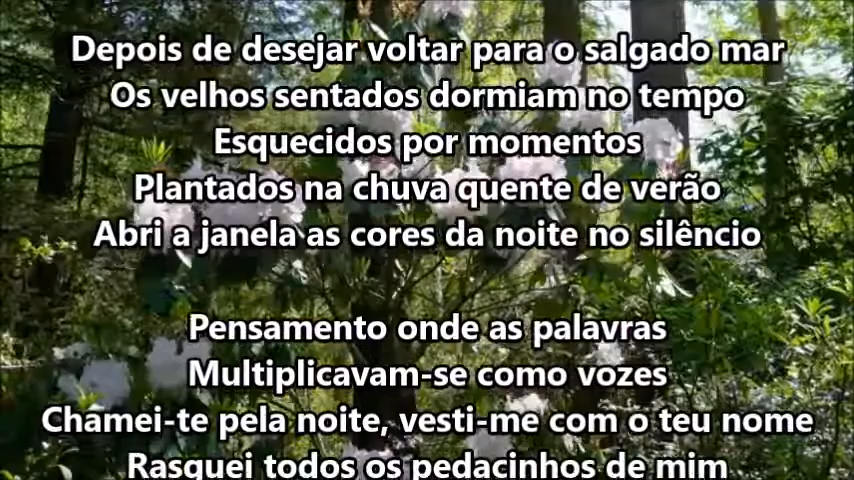 Depois de desejar voltar para o salgado mar
Os velhos sentados dormiam no tempo
Esquecidos por momentos
Plantados na chuva quente de verão
Abri a janela as cores da noite no silêncio
Pensamento onde as palavras
Multiplicavam-se como vozes
Chamei-te pela noite, vesti-me com o teu nome
Rasguei todos os pedacinhos de mim